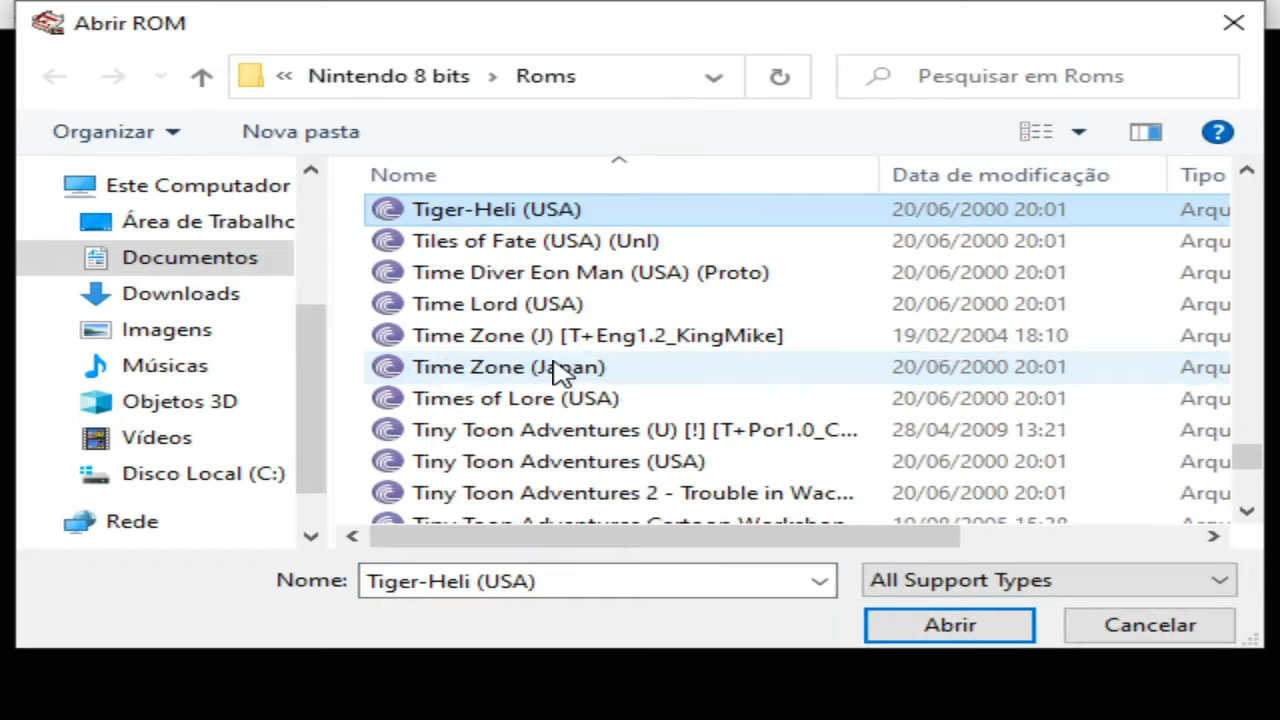 Abrir ROM
« Nintendo 8 bits > Roms
Pesquisar em Roms
Organizar
Nova pasta
?
Este Computador
Área de Trabalho
Documentos
Downloads
Imagens
Músicas
Objetos 3D
Vídeos
Disco Local (C:)
Rede
Nome Data de modificação Tipo
Tiger-Heli (USA) 20/06/2000 20:01 Arqu
Tiles of Fate (USA) (Unl) 20/06/2000 20:01 Arqu
Time Diver Eon Man (USA) (Proto) 20/06/2000 20:01 Arqu
Time Lord (USA) 20/06/2000 20:01 Arqu
Time Zone (J) [T+Eng1.2_KingMike] 19/02/2004 18:10 Arqu
Time Zone (Japan) 20/06/2000 20:01 Arqu
Times of Lore (USA) 20/06/2000 20:01 Arqu
Tiny Toon Adventures (U) [!] [T+Por1.0_C... 28/04/2009 13:21 Arqu
Tiny Toon Adventures (USA) 20/06/2000 20:01 Arqu
Tiny Toon Adventures 2 - Trouble in Wac... 20/06/2000 20:01 Arqu
Tiny Toon Adventures Cartoon Workshop
Nome: Tiger-Heli (USA)
All Support Types
Abrir
Cancelar